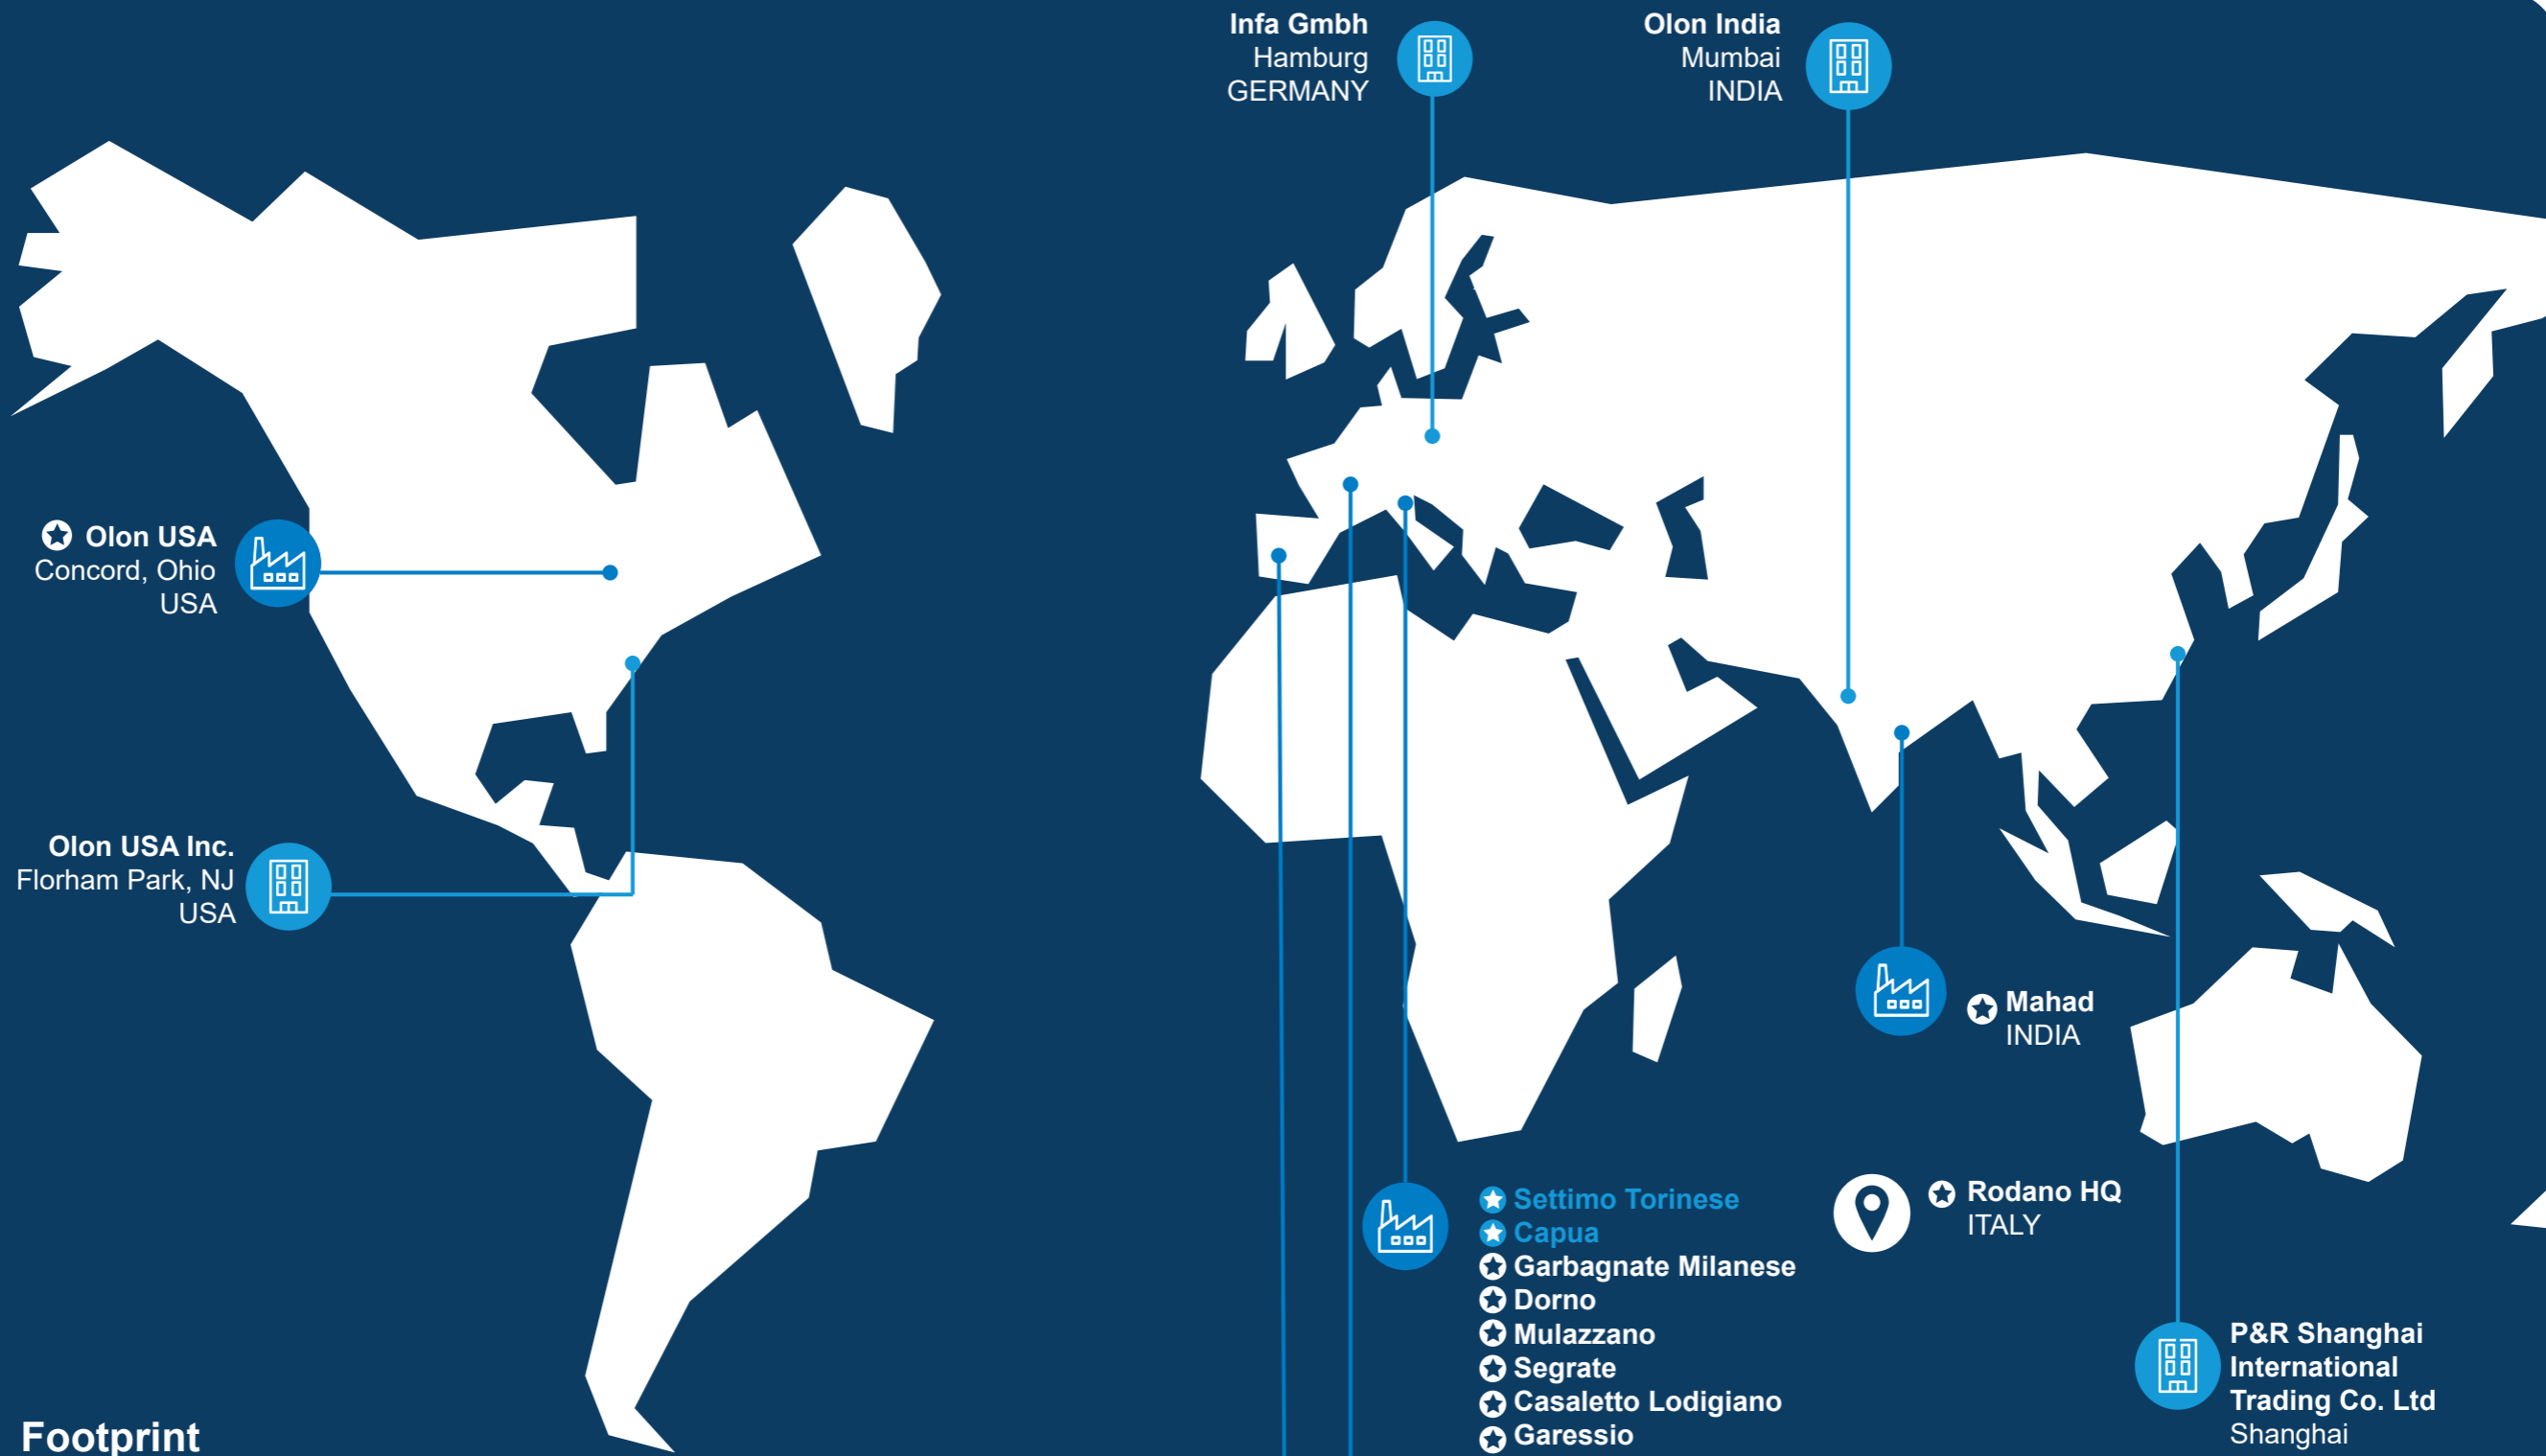 Infa Gmbh
Hamburg
GERMANY
Olon India
Mumbai
INDIA
Olon USA
Concord, Ohio
USA
Olon USA Inc.
Florham Park, NJ
USA
Mahad
INDIA
Settimo Torinese
Capua
Garbagnate Milanese
Dorno
Mulazzano
Segrate
Casaletto Lodigiano
Garessio
Rodano HQ
ITALY
P&R Shanghai
International
Trading Co. Ltd
Shanghai
Footprint